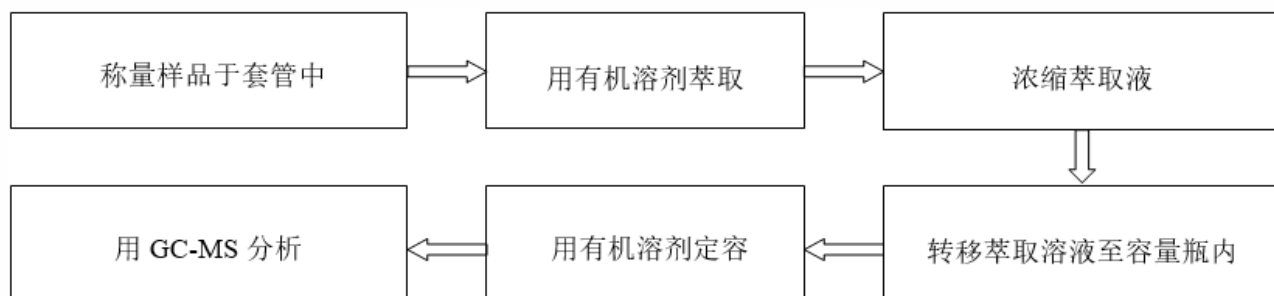 称量样品于套管中
用有机溶剂萃取
浓缩萃取液
转移萃取溶液至容量瓶内
用有机溶剂定容
用 GC-MS 分析